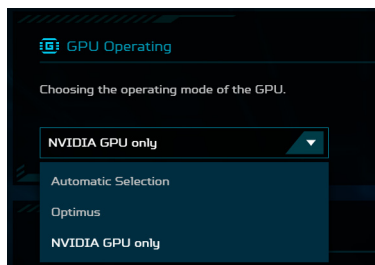 GPU Operating
Choosing the operating mode of the GPU.
NVIDIA GPU only
Automatic Selection
Optimus
NVIDIA GPU only